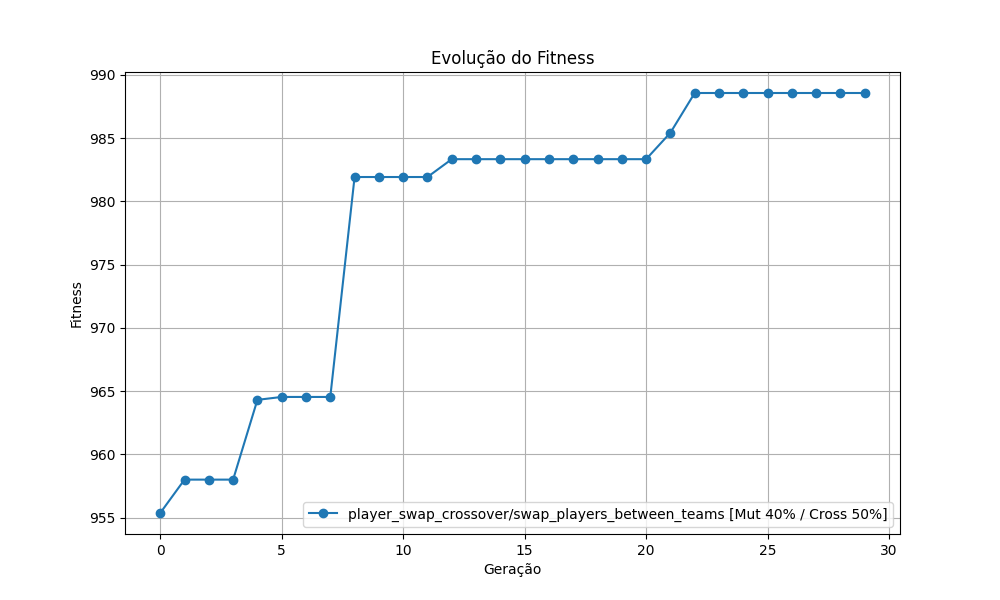 Evolução do Fitness
Fitness
990
985
980
975
970
965
960
955
player_swap_crossover/swap_players_between_teams [Mut 40% / Cross 50%]
0 5 10 15 20 25 30
Geração